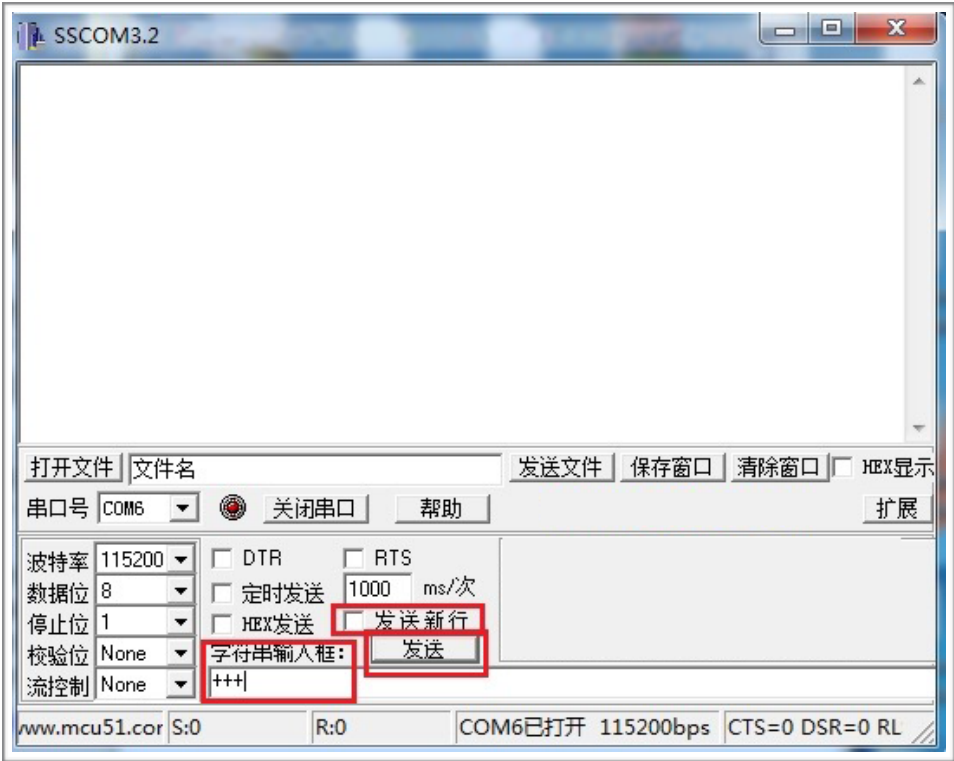 SSCOM3.2
打开文件 文件名 发送文件 保存窗口 清除窗口 HEX显示
串口号 COM6 关闭串口 帮助 扩展
波特率 115200 DTR RTS
数据位 8 定时发送 1000 ms/次
停止位 1 HEX发送 发送新行
校验位 None 字符串输入框: 发送
流控制 None +++
www.mcu51.cor S:0 R:0 COM6已打开 115200bps CTS=0 DSR=0 RL